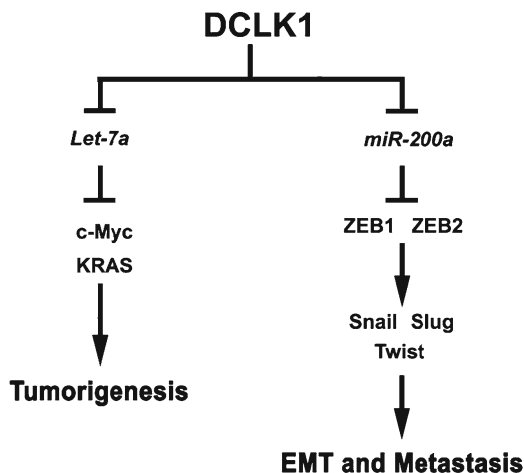 DCLK1
Let-7a
miR-200a
c-Myc
KRAS
ZEB1 ZEB2
Snail Slug
Twist
Tumorigenesis
EMT and Metastasis